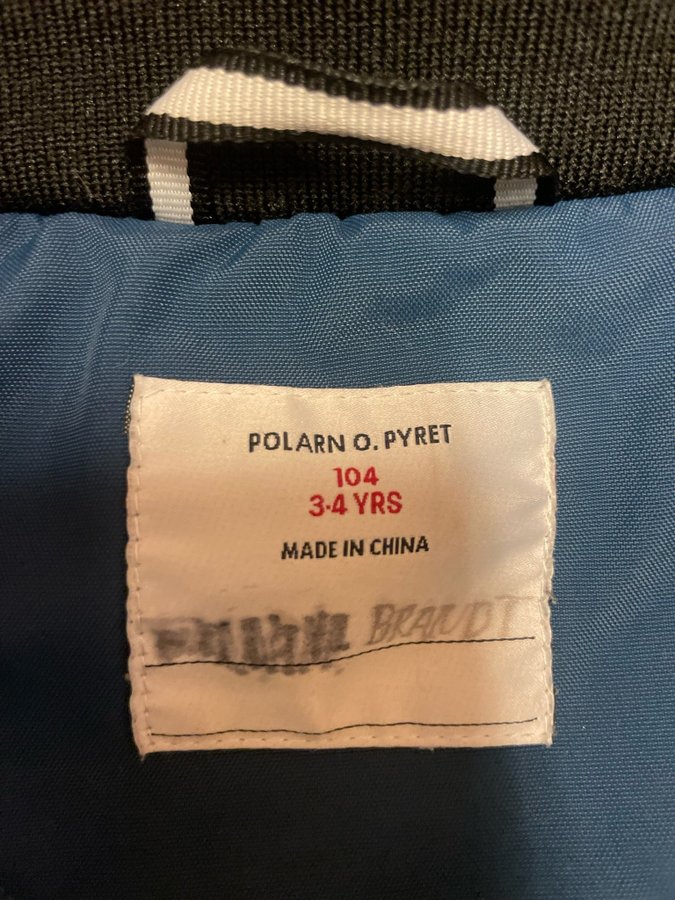 POLARN O. PYRET
104
3-4 YRS
MADE IN CHINA
BRANDT